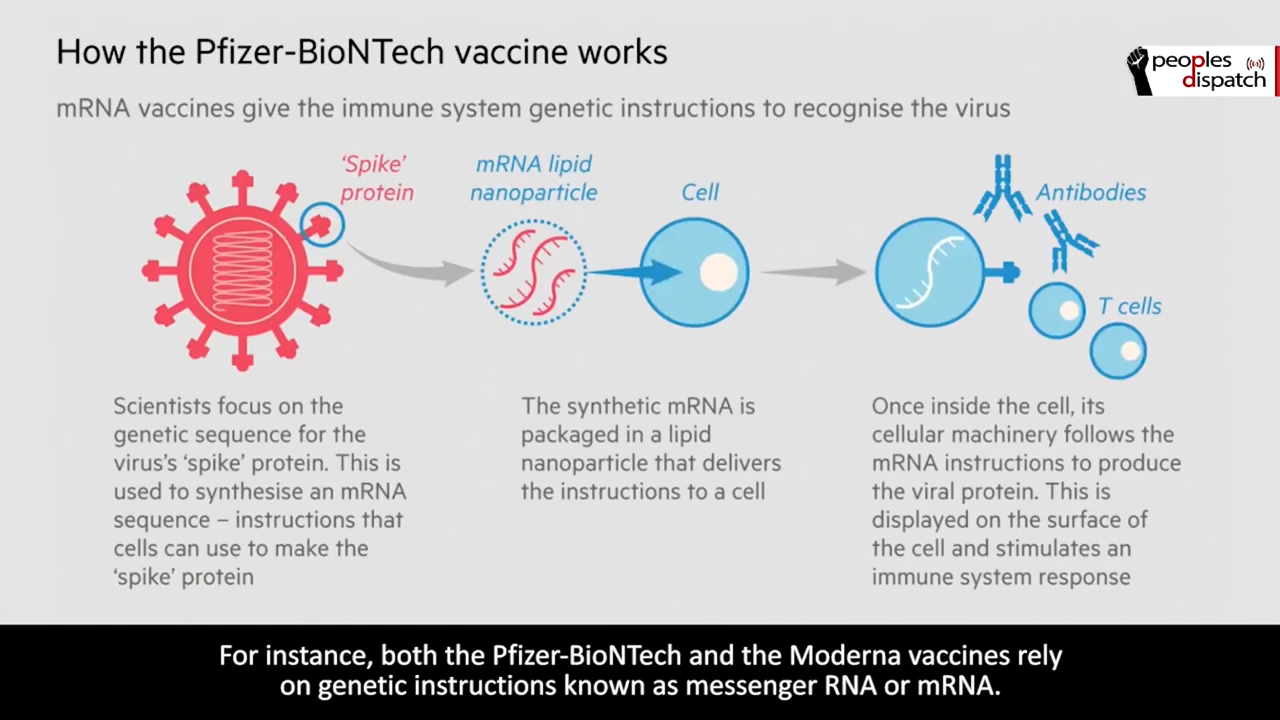 How the Pfizer-BioNTech vaccine works
peoples
dispatch
mRNA vaccines give the immune system genetic instructions to recognise the virus
'Spike'
protein
mRNA lipid
nanoparticle
Cell
Antibodies
T cells
Scientists focus on the
genetic sequence for the
virus's 'spike' protein. This is
used to synthesise an mRNA
sequence – instructions that
cells can use to make the
'spike' protein
The synthetic mRNA is
packaged in a lipid
nanoparticle that delivers
the instructions to a cell
Once inside the cell, its
cellular machinery follows the
mRNA instructions to produce
the viral protein. This is
displayed on the surface of
the cell and stimulates an
immune system response
For instance, both the Pfizer-BioNTech and the Moderna vaccines rely
on genetic instructions known as messenger RNA or mRNA.